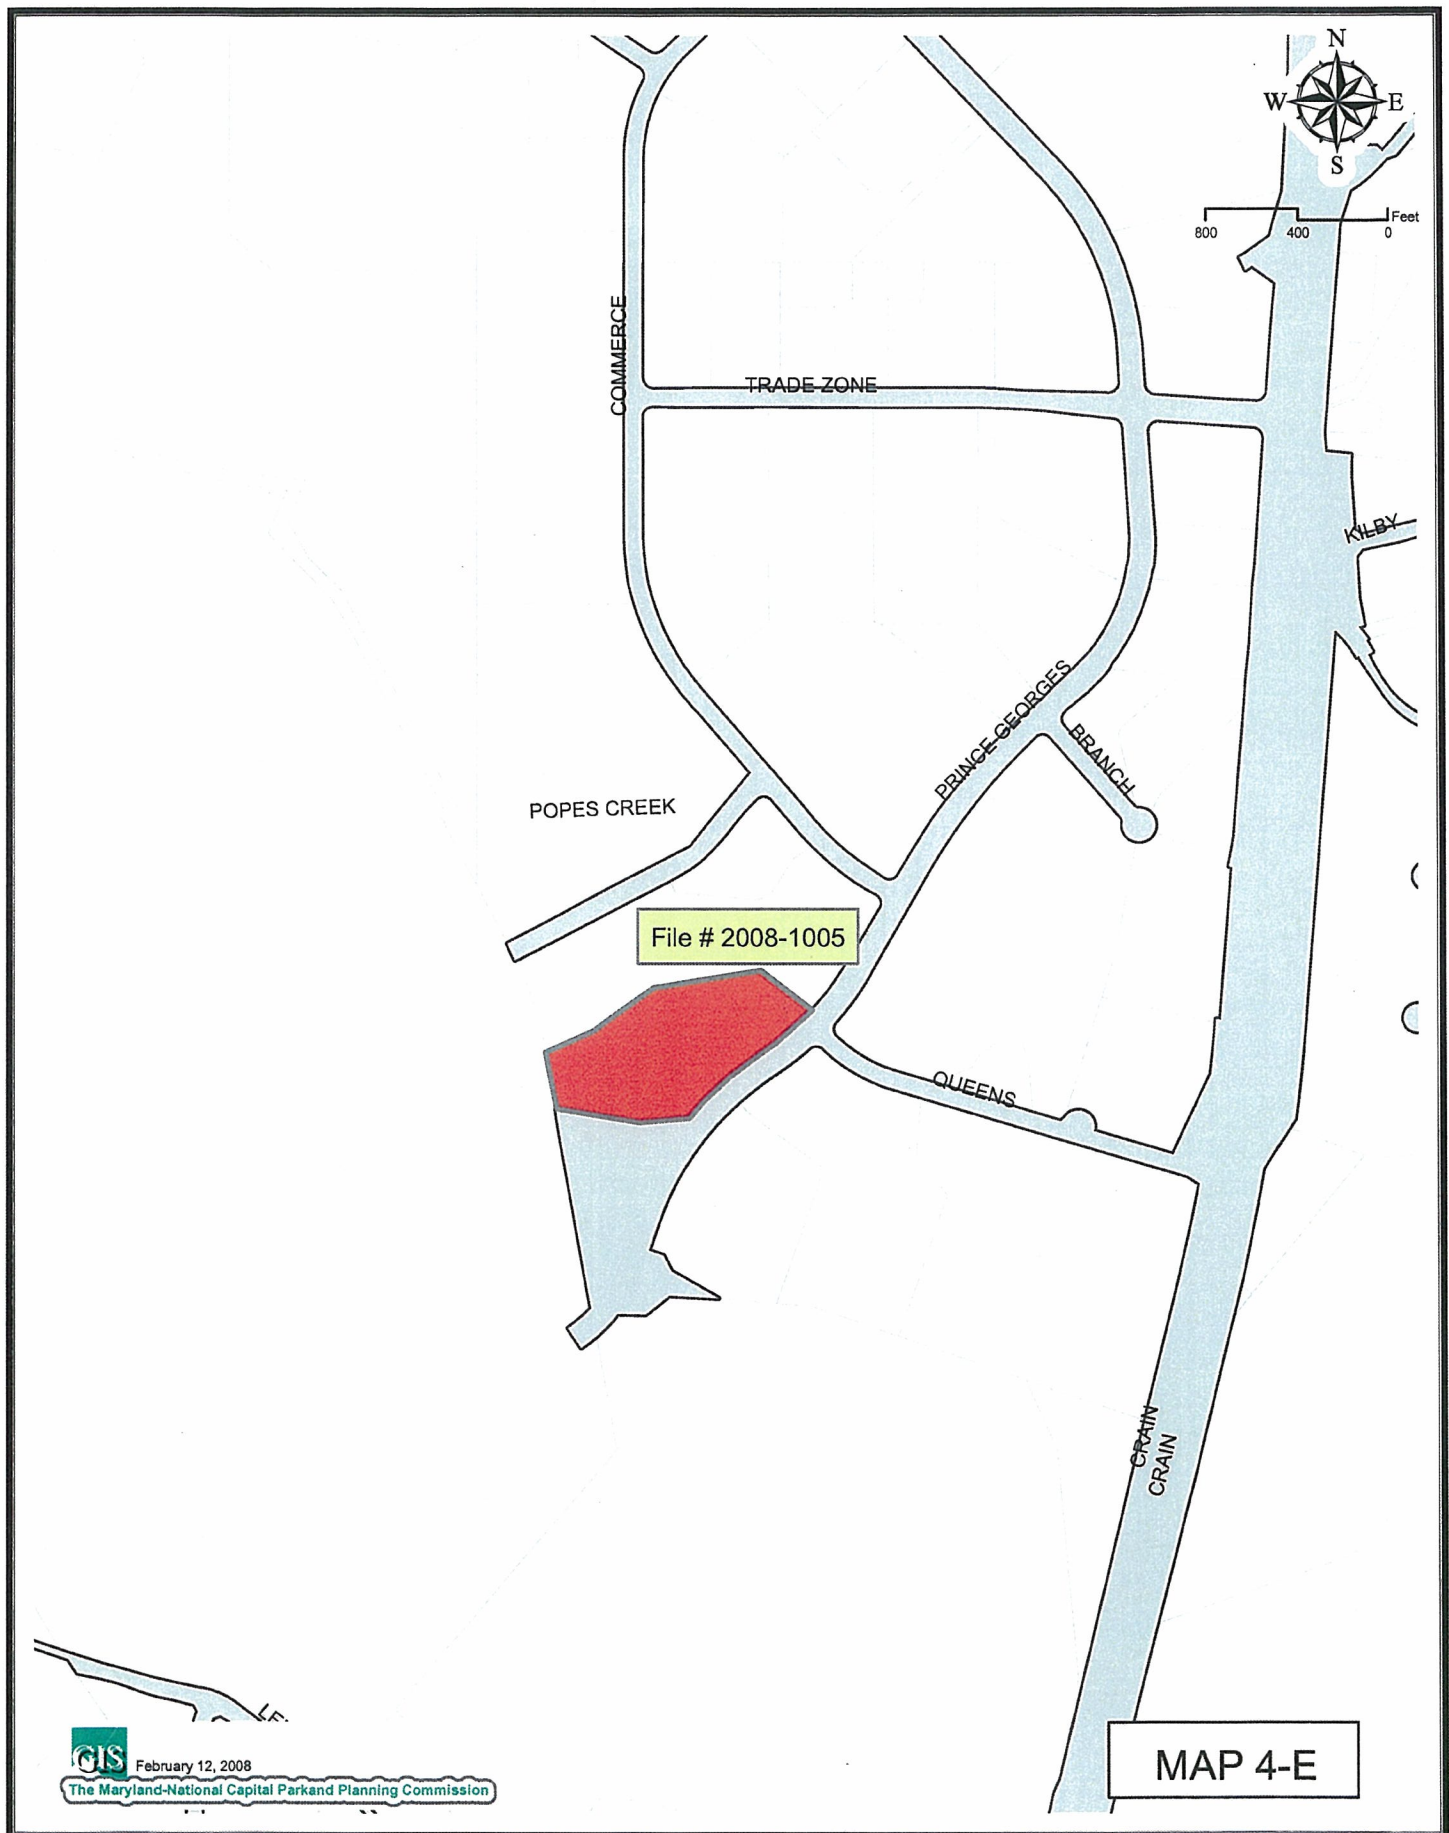 N
W E
S
Feet
800 400 0
COMMERCE
TRADE ZONE
KILBY
PRINCE GEORGES
BRANCH
POPES CREEK
File # 2008-1005
QUEENS
CRAIN
CRAIN
GIS February 12, 2008
The Maryland-National Capital Parkand Planning Commission
MAP 4-E